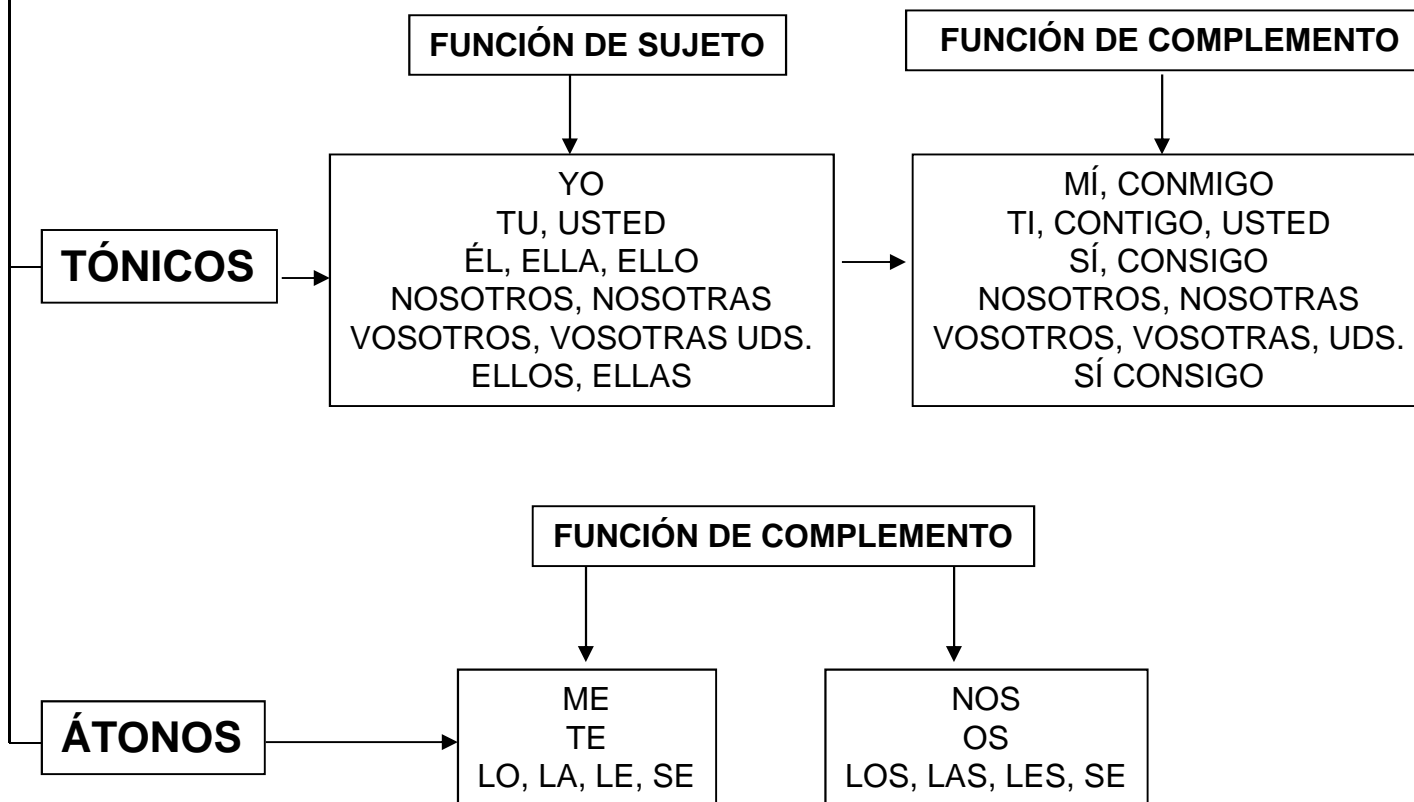 FUNCIÓN DE SUJETO
FUNCIÓN DE COMPLEMENTO
TÓNICOS
YO
TU, USTED
ÉL, ELLA, ELLO
NOSOTROS, NOSOTRAS
VOSOTROS, VOSOTRAS UDS.
ELLOS, ELLAS
MÍ, CONMIGO
TI, CONTIGO, USTED
SÍ, CONSIGO
NOSOTROS, NOSOTRAS
VOSOTROS, VOSOTRAS, UDS.
SÍ CONSIGO
FUNCIÓN DE COMPLEMENTO
ÁTONOS
ME
TE
LO, LA, LE, SE
NOS
OS
LOS, LAS, LES, SE